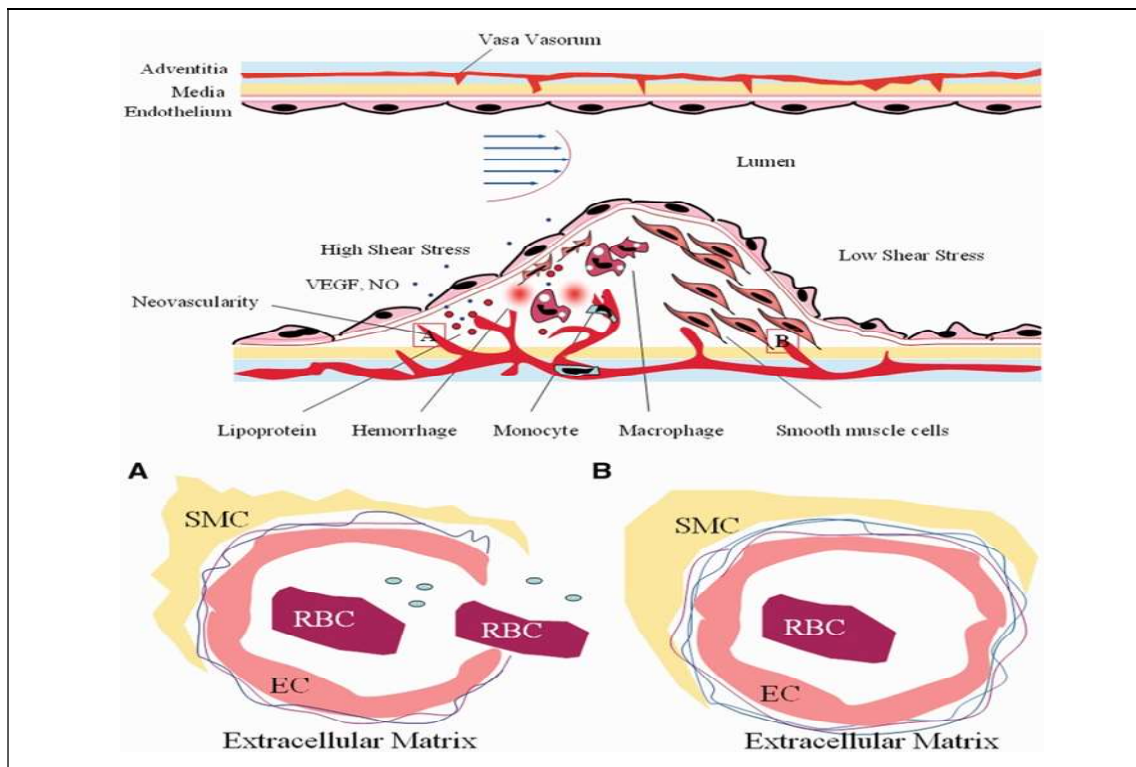 Vasa Vasorum
Adventitia
Media
Endothelium
Lumen
High Shear Stress
Low Shear Stress
VEGF, NO
Neovascularity
A
B
Lipoprotein
Hemorrhage
Monocyte
Macrophage
Smooth muscle cells
A
B
SMC
SMC
RBC
RBC
RBC
EC
EC
Extracellular Matrix
Extracellular Matrix